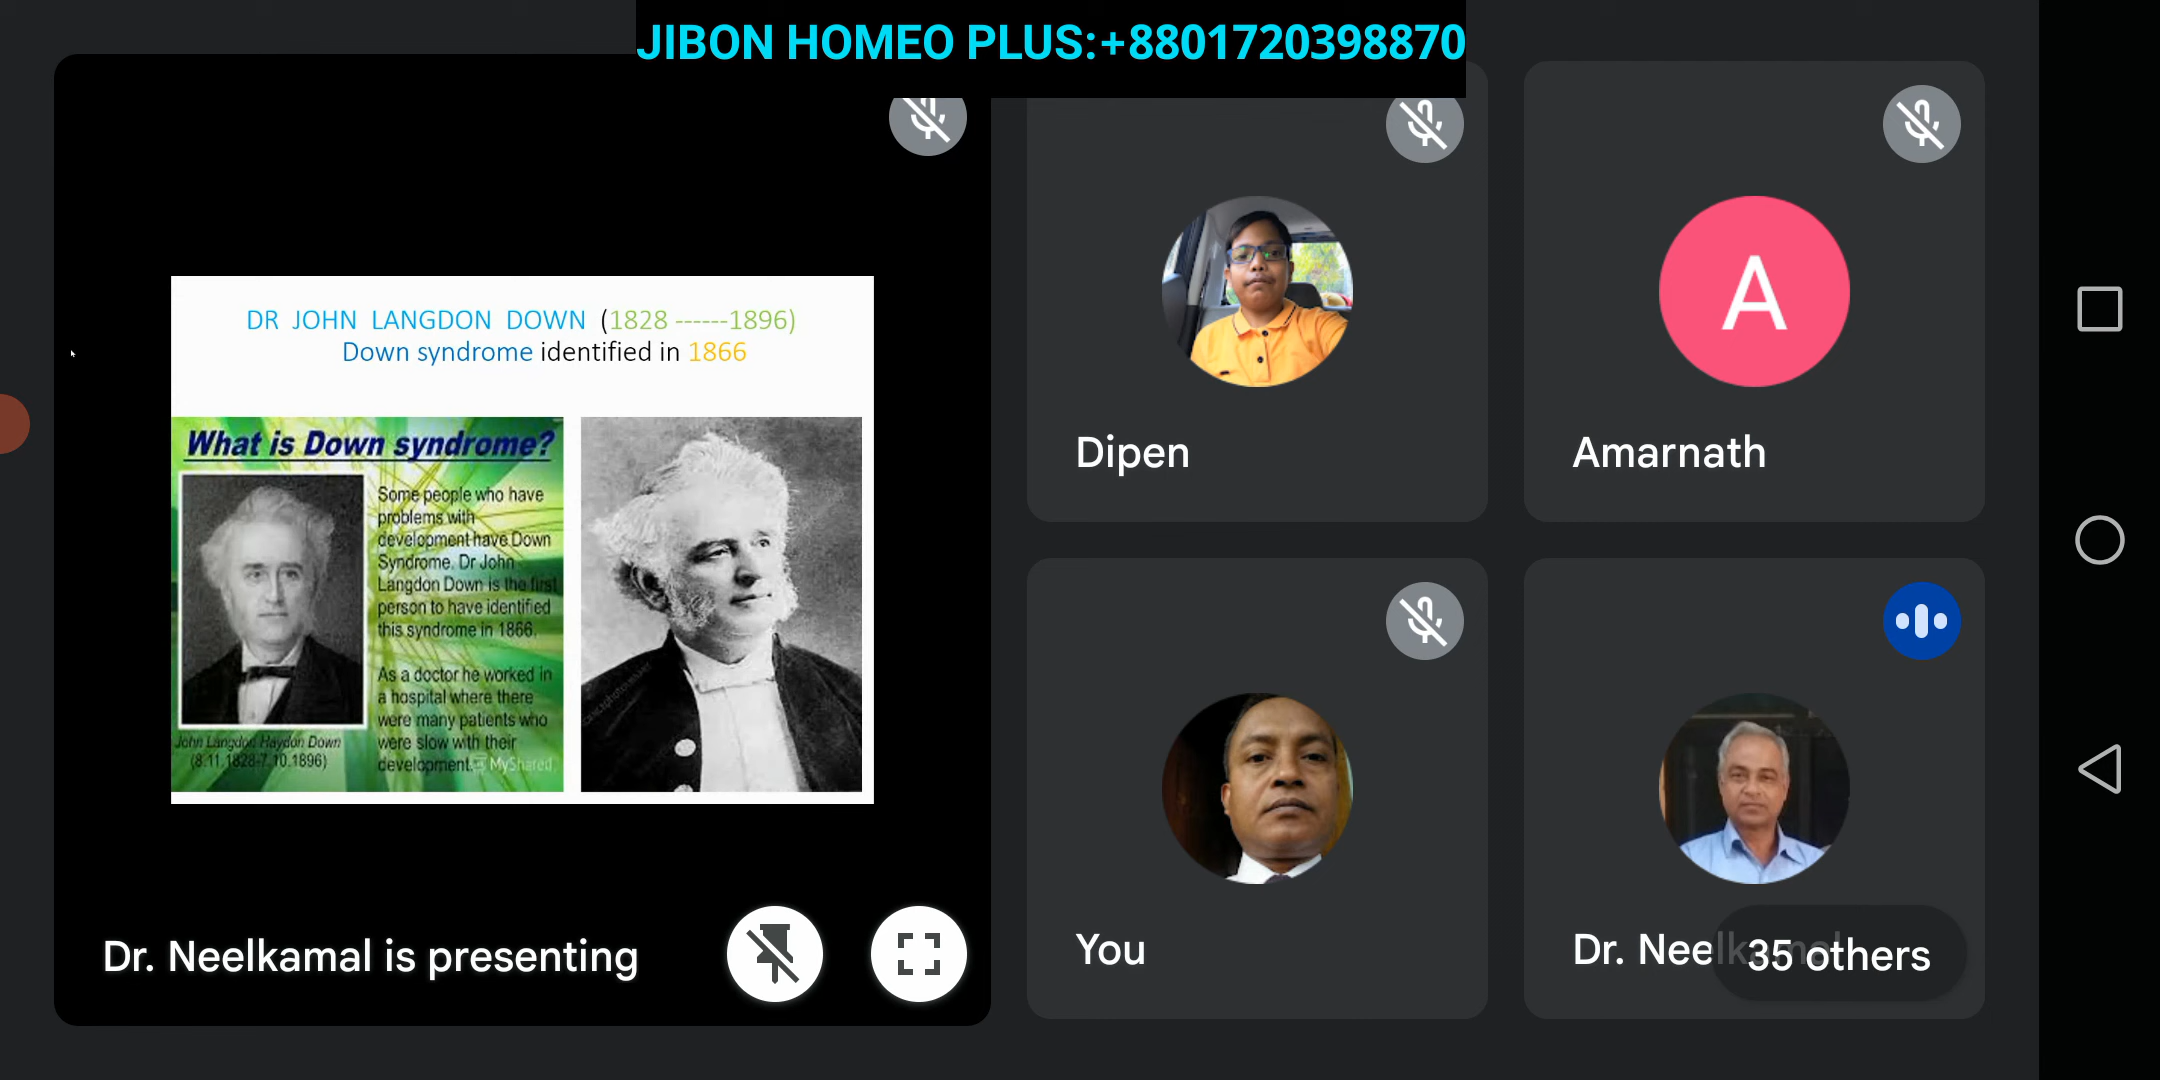 JIBON HOMEO PLUS:+8801720398870
DR JOHN LANGDON DOWN (1828 ------1896)
Down syndrome identified in 1866
What is Down syndrome?
Some people who have
problems with
development have Down
Syndrome. Dr John
Langdon Down is the first
person to have identified
this syndrome in 1866.
As a doctor he worked in
a hospital where there
were many patients who
were slow with their
development.
MyShared
John Langdon Haydon Down
(8.11.1828-7.10.1896)
Dr. Neelkamal is presenting
Dipen
A
Amarnath
You
Dr. Neelkamal
35 others